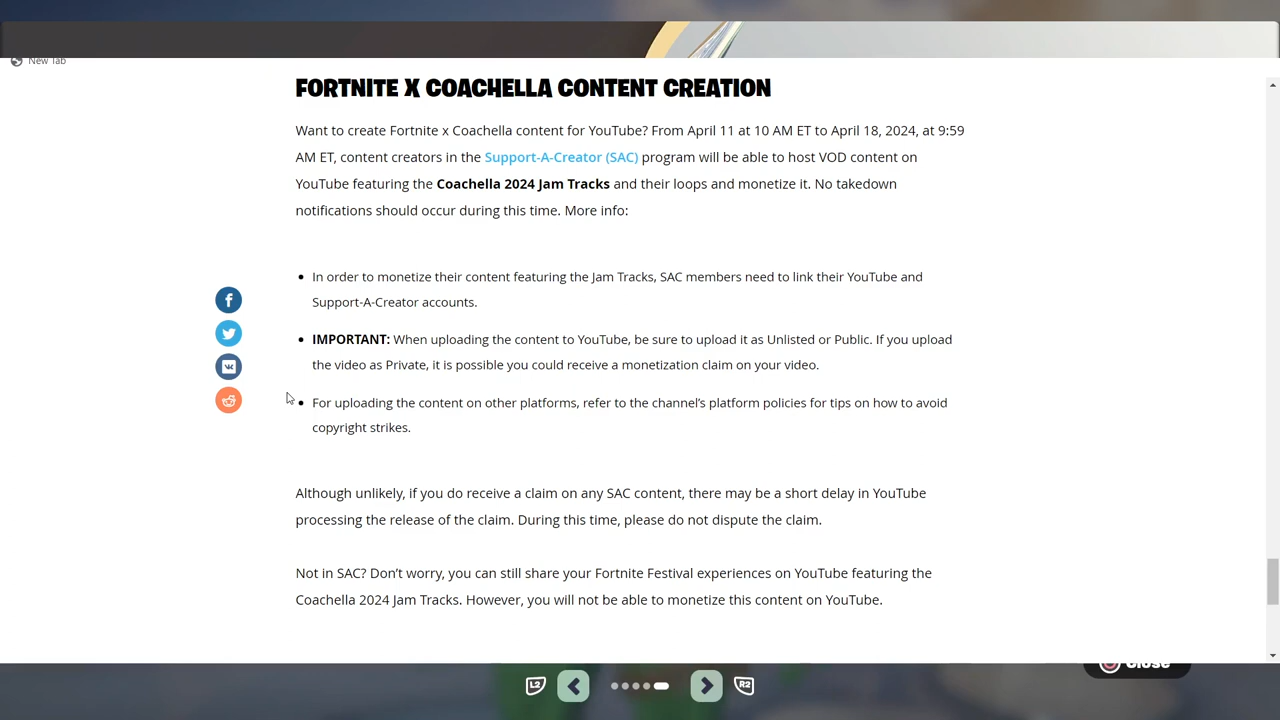 New Tab
FORTNITE X COACHELLA CONTENT CREATION
Want to create Fortnite x Coachella content for YouTube? From April 11 at 10 AM ET to April 18, 2024, at 9:59
AM ET, content creators in the Support-A-Creator (SAC) program will be able to host VOD content on
YouTube featuring the Coachella 2024 Jam Tracks and their loops and monetize it. No takedown
notifications should occur during this time. More info:
• In order to monetize their content featuring the Jam Tracks, SAC members need to link their YouTube and
Support-A-Creator accounts.
• IMPORTANT: When uploading the content to YouTube, be sure to upload it as Unlisted or Public. If you upload
the video as Private, it is possible you could receive a monetization claim on your video.
• For uploading the content on other platforms, refer to the channel’s platform policies for tips on how to avoid
copyright strikes.
Although unlikely, if you do receive a claim on any SAC content, there may be a short delay in YouTube
processing the release of the claim. During this time, please do not dispute the claim.
Not in SAC? Don’t worry, you can still share your Fortnite Festival experiences on YouTube featuring the
Coachella 2024 Jam Tracks. However, you will not be able to monetize this content on YouTube.
Close
L2
R2